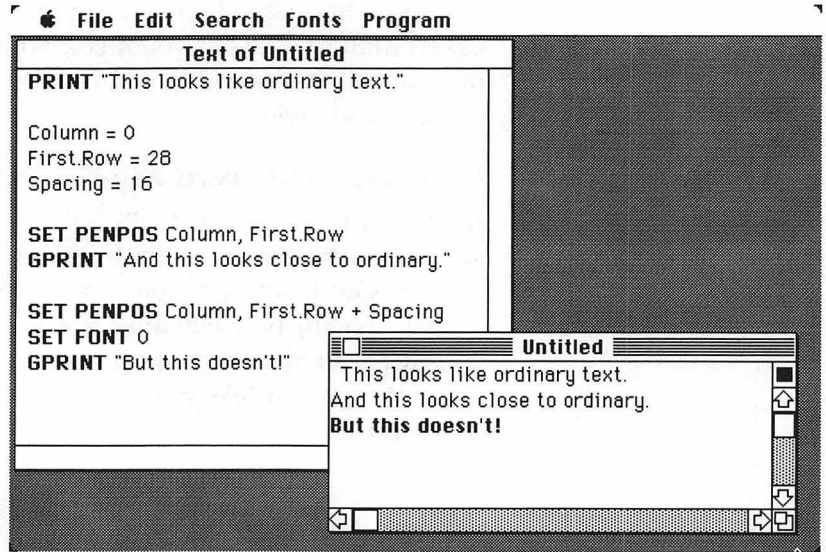 File Edit Search Fonts Program
Text of Untitled
PRINT "This looks like ordinary text."
Column = 0
First.Row = 28
Spacing = 16
SET PENPOS Column, First.Row
GPRINT "And this looks close to ordinary."
SET PENPOS Column, First.Row + Spacing
SET FONT 0
GPRINT "But this doesn't!"
Untitled
This looks like ordinary text.
And this looks close to ordinary.
But this doesn't!